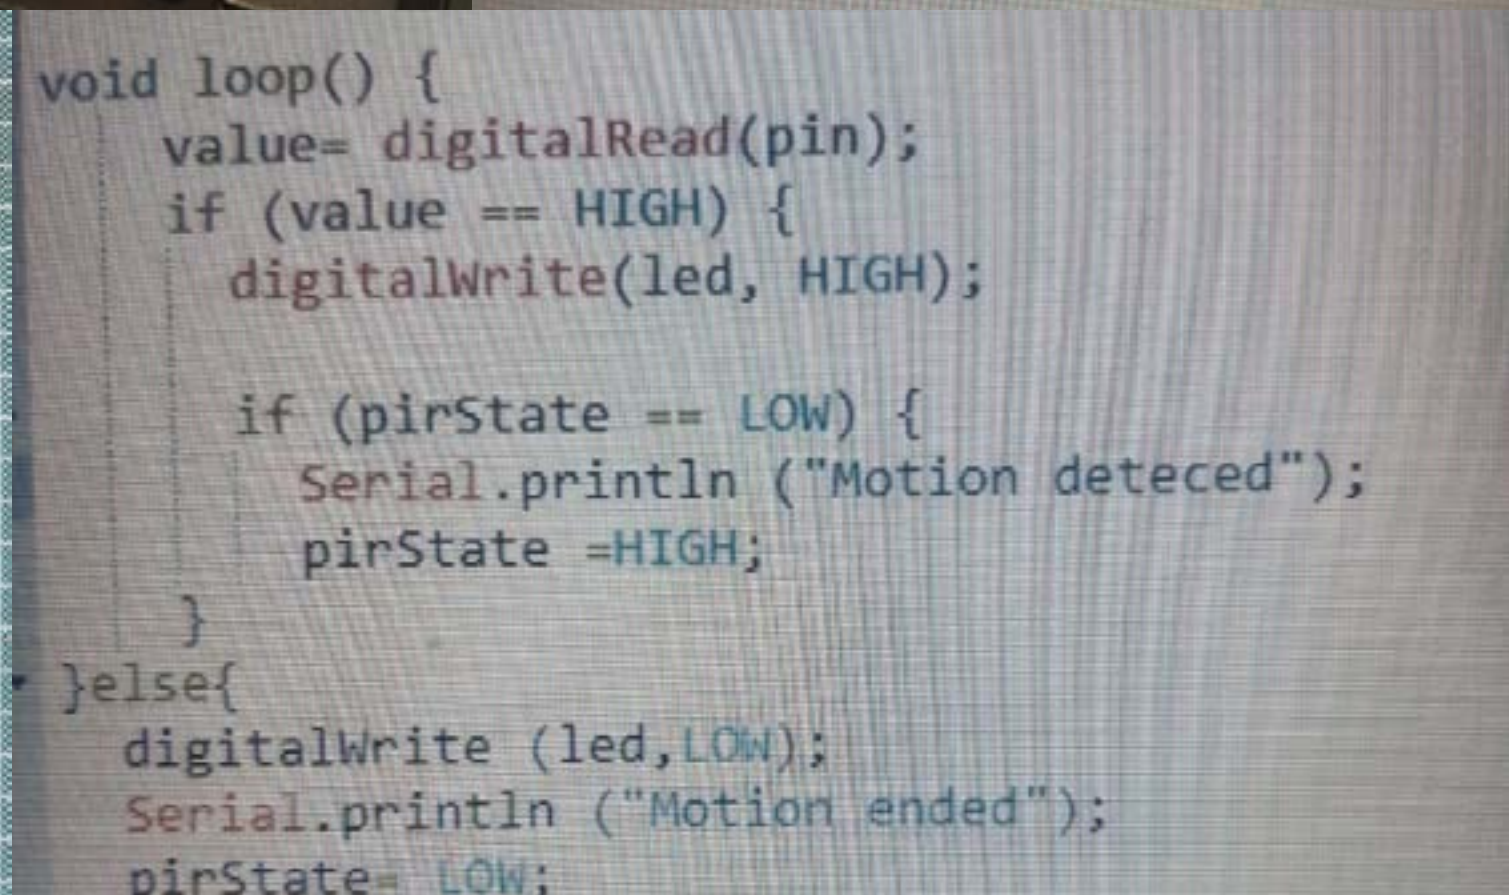 void loop() {
value= digitalRead(pin);
if (value == HIGH) {
digitalWrite(led, HIGH);
if (pirState == LOW) {
Serial.println ("Motion deteced");
pirState =HIGH;
}
}else{
digitalWrite (led,LOW);
Serial.println ("Motion ended");
pirState= LOW;